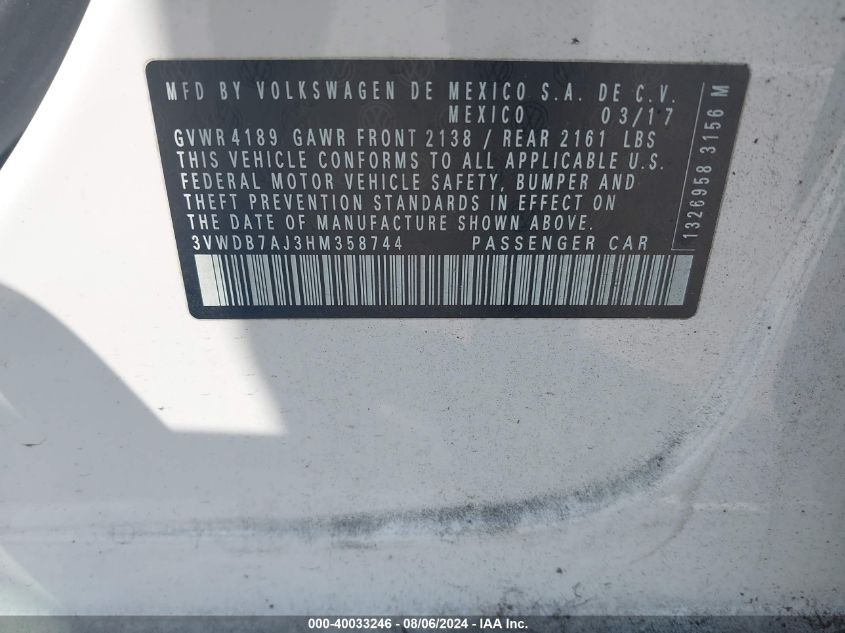 MFD BY VOLKSWAGEN DE MEXICO S.A. DE C.V.
MEXICO 03/17
GVWR 4189 GAWR FRONT 2138 / REAR 2161 LBS
THIS VEHICLE CONFORMS TO ALL APPLICABLE U.S.
FEDERAL MOTOR VEHICLE SAFETY, BUMPER AND
THEFT PREVENTION STANDARDS IN EFFECT ON
THE DATE OF MANUFACTURE SHOWN ABOVE.
3VWDB7AJ3HM358744 PASSENGER CAR
1326958 3156 M
000-40033246 - 08/06/2024 - IAA Inc.